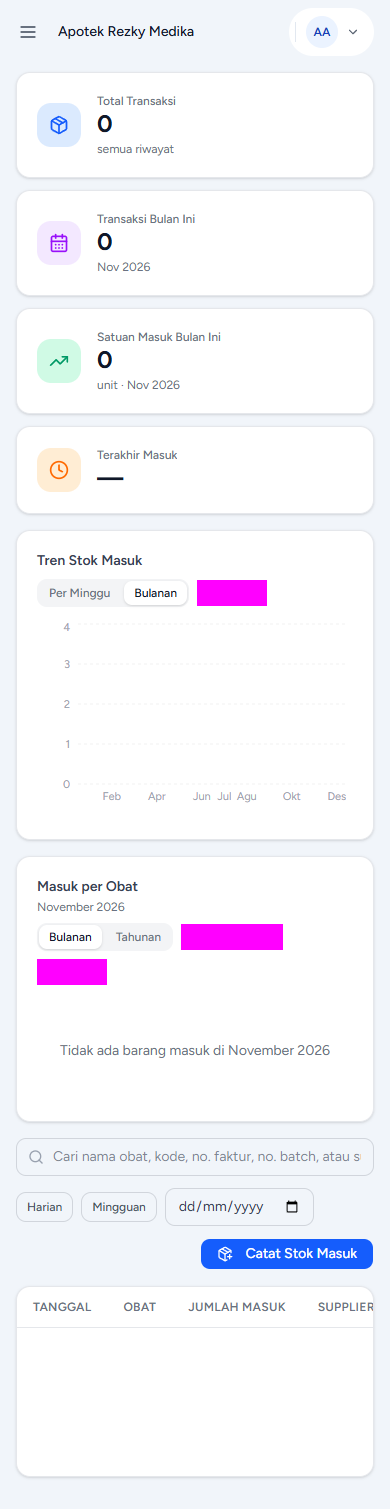 Apotek Rezky Medika
AA
Total Transaksi
0
semua riwayat
Transaksi Bulan Ini
0
Nov 2026
Satuan Masuk Bulan Ini
0
unit · Nov 2026
Terakhir Masuk
—
Tren Stok Masuk
Per Minggu Bulanan
4
3
2
1
0
Feb Apr Jun Jul Agu Okt Des
Masuk per Obat
November 2026
Bulanan Tahunan
Tidak ada barang masuk di November 2026
Cari nama obat, kode, no. faktur, no. batch, atau
Harian Mingguan dd/mm/yyyy
Catat Stok Masuk
TANGGAL OBAT JUMLAH MASUK SUPPLIER